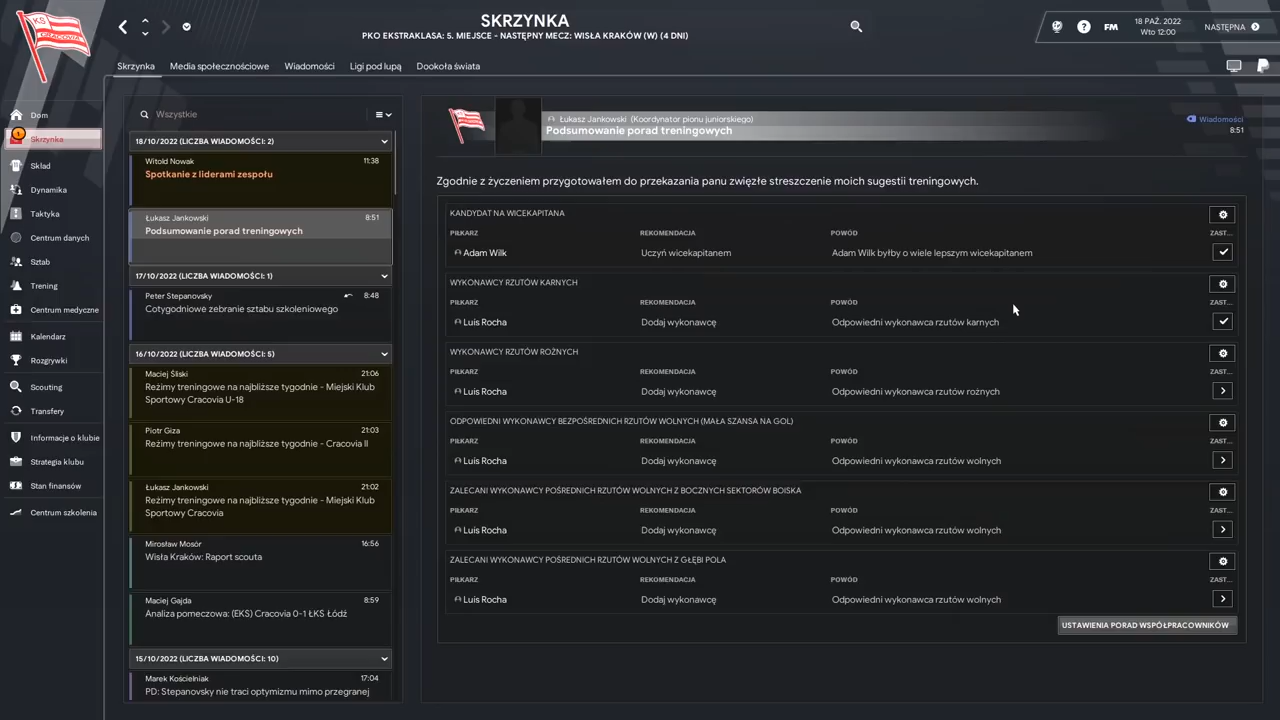 KS
CRACOVIA
SKRZYNKA
PKO EKSTRAKLASA: 5. MIEJSCE - NASTĘPNY MECZ: WISŁA KRAKÓW (W) (4 DNI)
FM
18 PAŹ. 2022
Wto 12:00
NASTĘPNA
Skrzynka
Media społecznościowe
Wiadomości
Ligi pod lupą
Dookoła świata
Dom
1
Skrzynka
Skład
Dynamika
Taktyka
Centrum danych
Sztab
Trening
Centrum medyczne
Kalendarz
Rozgrywki
Scouting
Transfery
Informacje o klubie
Strategia klubu
Stan finansów
Centrum szkolenia
Wszystkie
18/10/2022 (LICZBA WIADOMOŚCI: 2)
Witold Nowak 11:38
Spotkanie z liderami zespołu
Łukasz Jankowski 8:51
Podsumowanie porad treningowych
17/10/2022 (LICZBA WIADOMOŚCI: 1)
Peter Stepanovsky 8:48
Cotygodniowe zebranie sztabu szkoleniowego
16/10/2022 (LICZBA WIADOMOŚCI: 5)
Maciej Śliski 21:06
Reżimy treningowe na najbliższe tygodnie - Miejski Klub
Sportowy Cracovia U-18
Piotr Giza 21:03
Reżimy treningowe na najbliższe tygodnie - Cracovia II
Łukasz Jankowski 21:02
Reżimy treningowe na najbliższe tygodnie - Miejski Klub
Sportowy Cracovia
Mirosław Mosór 16:56
Wisła Kraków: Raport scouta
Maciej Gajda 8:59
Analiza pomeczowa: (EKS) Cracovia 0-1 ŁKS Łódź
15/10/2022 (LICZBA WIADOMOŚCI: 10)
Marek Kościelniak 17:04
PD: Stepanovsky nie traci optymizmu mimo przegranej
Łukasz Jankowski (Koordynator pionu juniorskiego)
Podsumowanie porad treningowych
Wiadomości
8:51
Zgodnie z życzeniem przygotowałem do przekazania panu zwięzłe streszczenie moich sugestii treningowych.
KANDYDAT NA WICEKAPITANA
PIŁKARZ REKOMENDACJA POWÓD ZAST...
Adam Wilk Uczyń wicekapitanem Adam Wilk byłby o wiele lepszym wicekapitanem
WYKONAWCY RZUTÓW KARNYCH
PIŁKARZ REKOMENDACJA POWÓD ZAST...
Luís Rocha Dodaj wykonawcę Odpowiedni wykonawca rzutów karnych
WYKONAWCY RZUTÓW ROŻNYCH
PIŁKARZ REKOMENDACJA POWÓD ZAST...
Luís Rocha Dodaj wykonawcę Odpowiedni wykonawca rzutów rożnych
ODPOWIEDNI WYKONAWCY BEZPOŚREDNICH RZUTÓW WOLNYCH (MAŁA SZANSA NA GOL)
PIŁKARZ REKOMENDACJA POWÓD ZAST...
Luís Rocha Dodaj wykonawcę Odpowiedni wykonawca rzutów wolnych
ZALECANI WYKONAWCY POŚREDNICH RZUTÓW WOLNYCH Z BOCZNYCH SEKTORÓW BOISKA
PIŁKARZ REKOMENDACJA POWÓD ZAST...
Luís Rocha Dodaj wykonawcę Odpowiedni wykonawca rzutów wolnych
ZALECANI WYKONAWCY POŚREDNICH RZUTÓW WOLNYCH Z GŁĘBI POLA
PIŁKARZ REKOMENDACJA POWÓD ZAST...
Luís Rocha Dodaj wykonawcę Odpowiedni wykonawca rzutów wolnych
USTAWIENIA PORAD WSPÓŁPRACOWNIKÓW